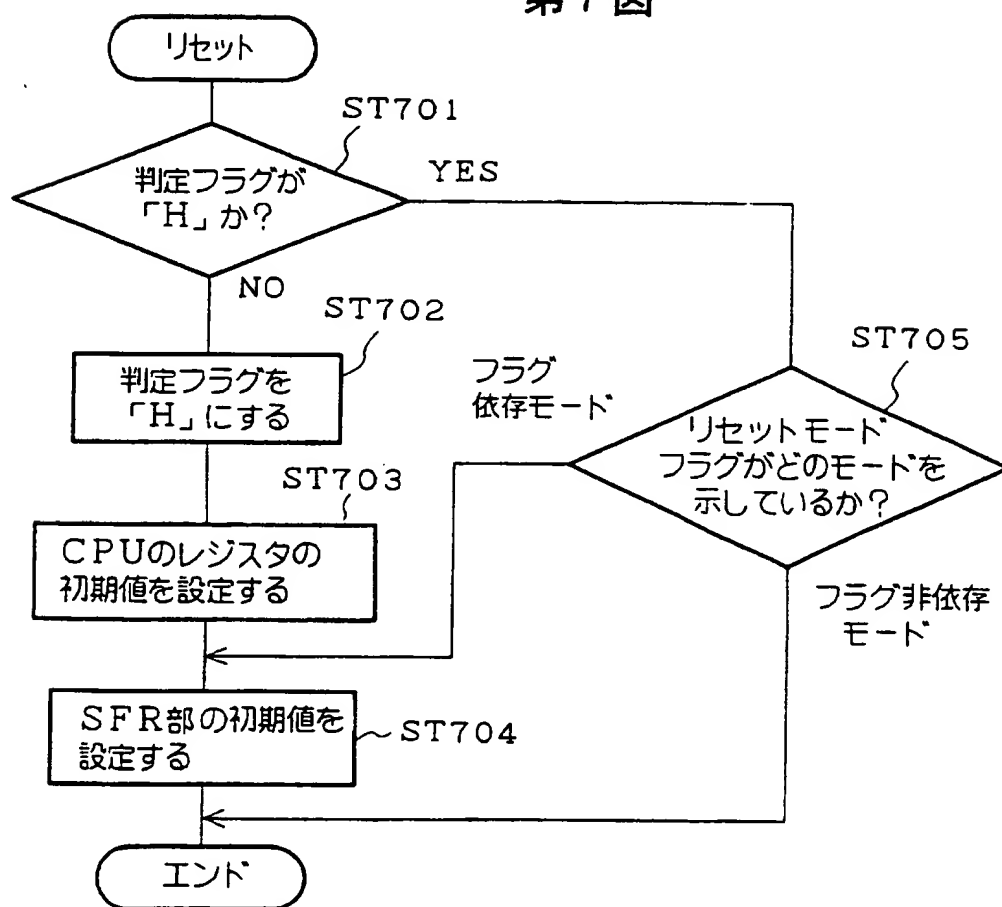 第7図
リセット
ST701
判定フラグが
「H」か?
YES
NO
ST702
判定フラグを
「H」にする
ST703
CPUのレジスタの
初期値を設定する
SFR部の初期値を
設定する
ST704
エンド
フラグ
依存モード
ST705
リセットモード
フラグがどのモードを
示しているか?
フラグ非依存
モード